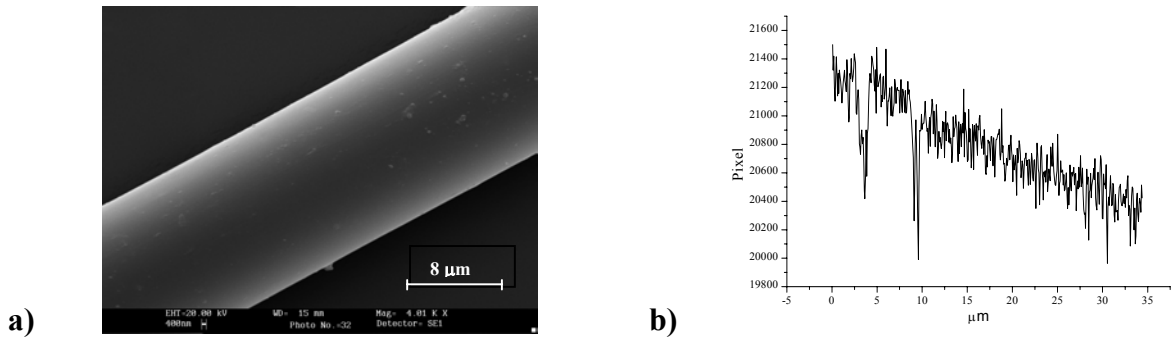 8 μm
EHT=20.00 kV WD= 15 mm Mag= 4.01 K X
400nm Photo No.=32 Detector= SE1
a)
21600
21400
21200
21000
20800
20600
20400
20200
20000
19800
Pixel
-5 0 5 10 15 20 25 30 35
μm
b)